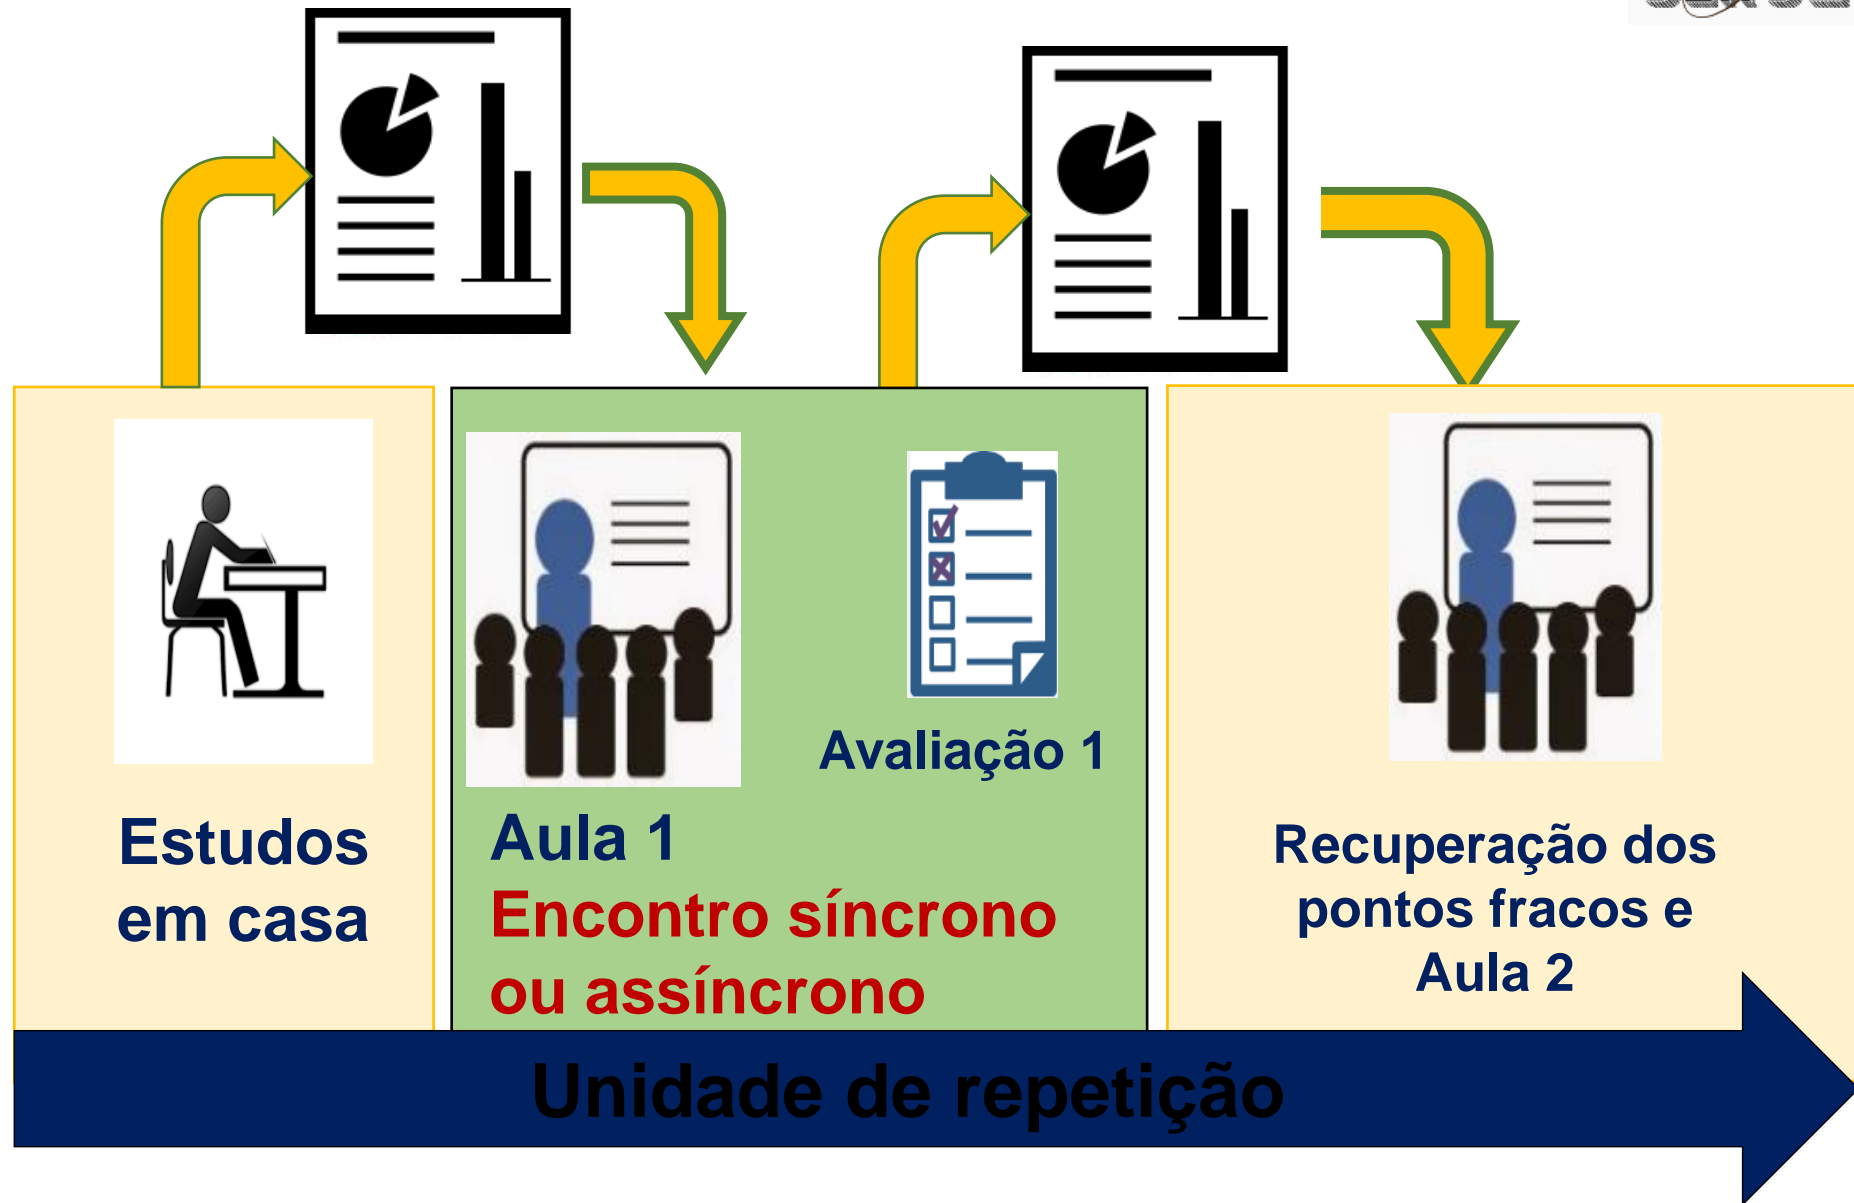 Estudos
em casa
Aula 1
Encontro síncrono
ou assíncrono
Avaliação 1
Recuperação dos
pontos fracos e
Aula 2
Unidade de repetição